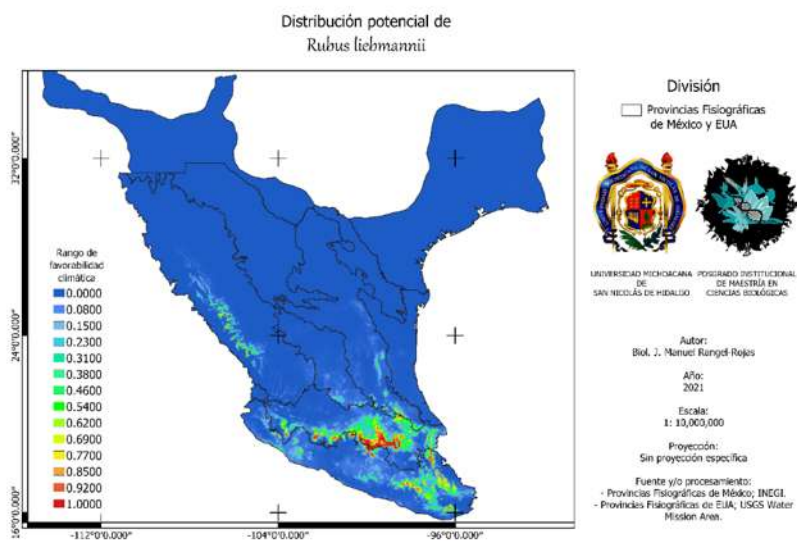 Distribución potencial de
Rubus liebmannii
División
Provincias Fisiográficas
de México y EUA
UNIVERSIDAD MICHOACANA
DE
SAN NICOLÁS DE HIDALGO
POSGRADO INSTITUCIONAL
DE MAESTRÍA EN
CIENCIAS BIOLÓGICAS
Autor:
Biol. J. Manuel Rangel-Rojas
Año:
2021
Escala:
1: 10,000,000
Proyección:
Sin proyección específica
Fuente y/o procesamiento:
- Provincias Fisiográficas de México; INEGI.
- Provincias Fisiográficas de EUA; USGS Water
Mission Area.
Rango de
favorabilidad
climática
0.0000
0.0800
0.1500
0.2300
0.3100
0.3800
0.4600
0.5400
0.6200
0.6900
0.7700
0.8500
0.9200
1.0000
32°0'0.000"
24°0'0.000"
16°0'0.000"
-112°0'0.000"
-104°0'0.000"
-96°0'0.000"